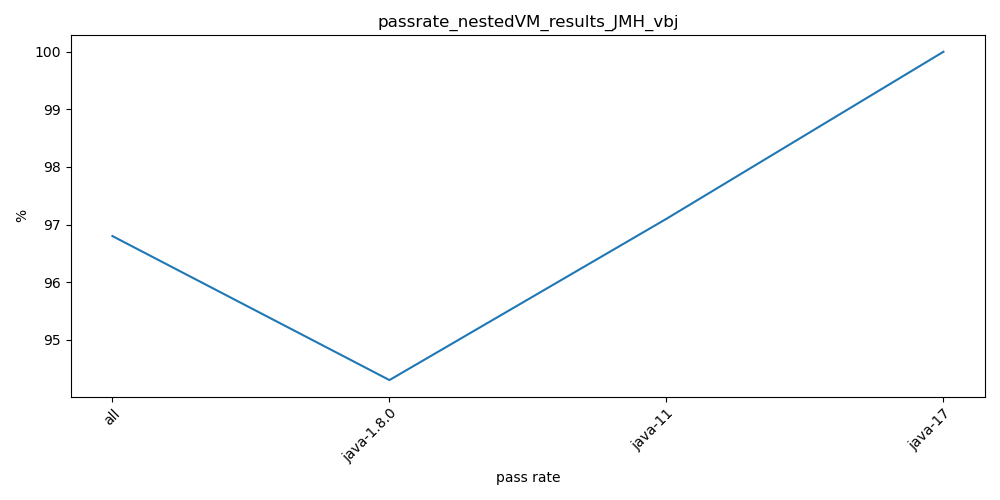 passrate_nestedVM_results_JMH_vbj
%
100
99
98
97
96
95
all
java-1.8.0
java-11
java-17
pass rate